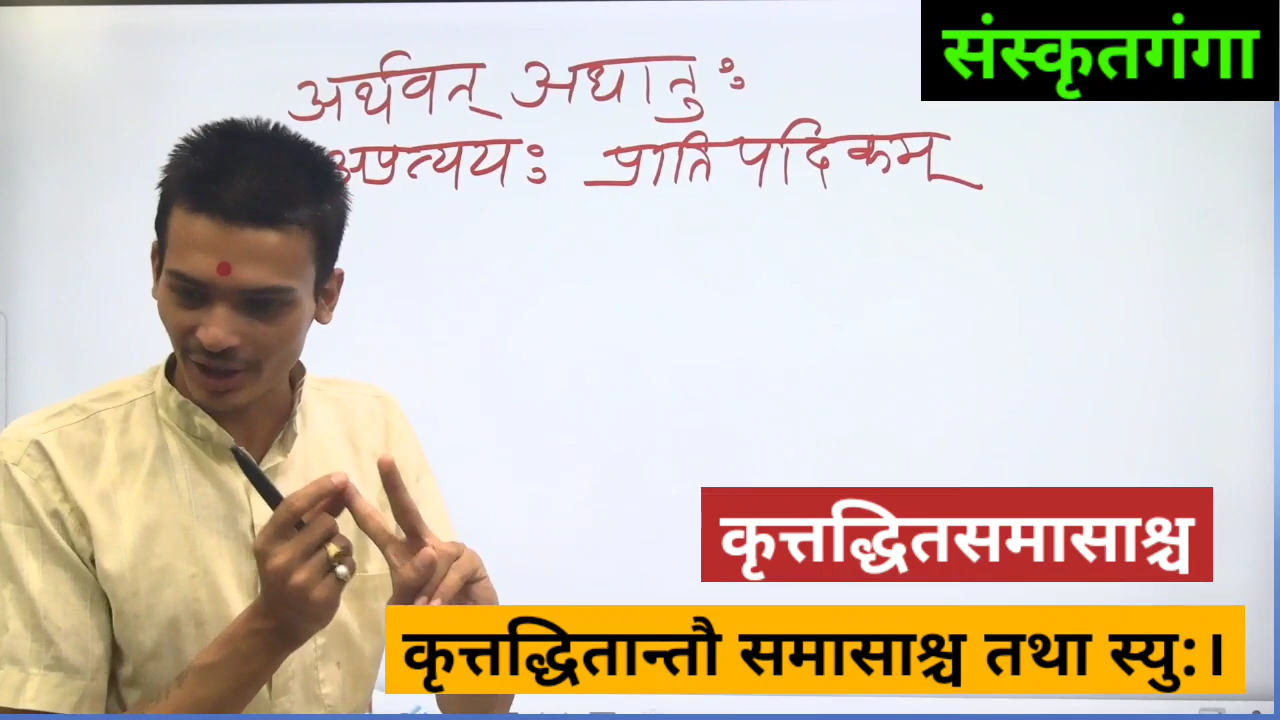 संस्कृतगंगा
अर्थवत् अधातुः
अप्रत्ययः प्रातिपदिकम्
कृत्तद्धितसमासाश्च
कृत्तद्धितान्तौ समासाश्च तथा स्यु:।